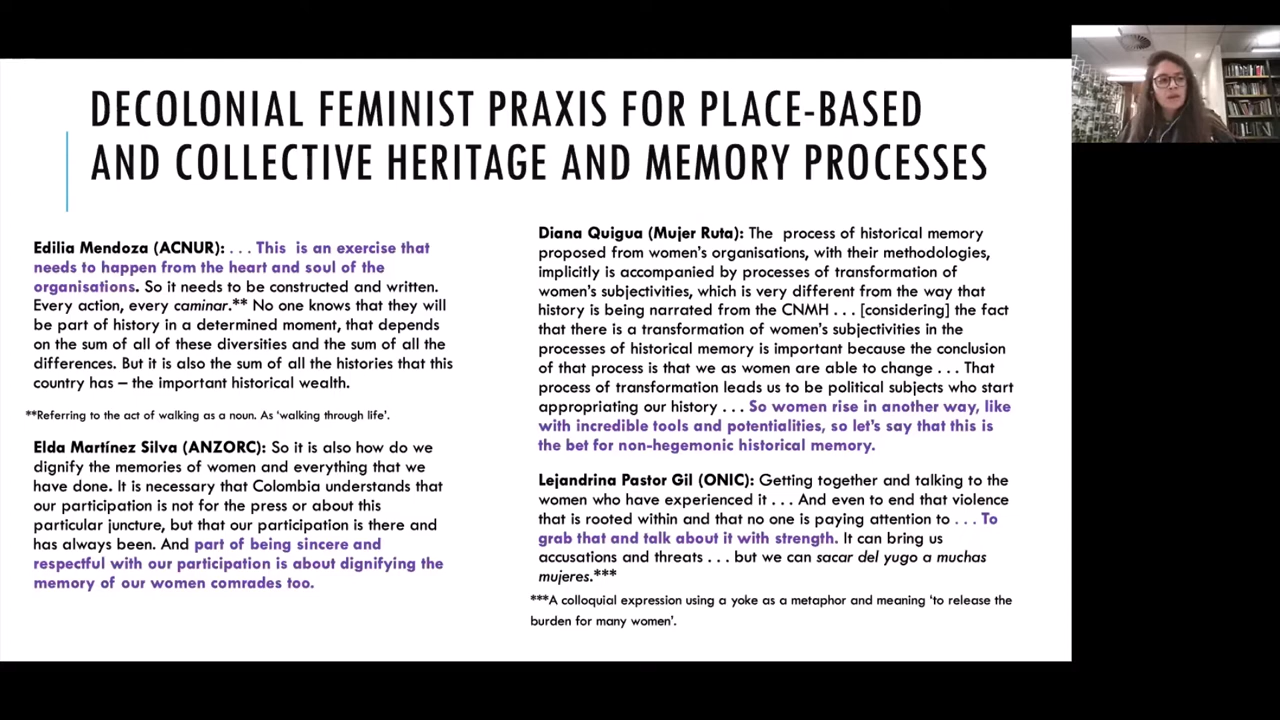 DECOLONIAL FEMINIST PRAXIS FOR PLACE-BASED
AND COLLECTIVE HERITAGE AND MEMORY PROCESSES
Edilia Mendoza (ACNUR): . . . This is an exercise that
needs to happen from the heart and soul of the
organisations. So it needs to be constructed and written.
Every action, every caminar.** No one knows that they will
be part of history in a determined moment, that depends
on the sum of all of these diversities and the sum of all the
differences. But it is also the sum of all the histories that this
country has – the important historical wealth.
**Referring to the act of walking as a noun. As ‘walking through life’.
Elda Martínez Silva (ANZORC): So it is also how do we
dignify the memories of women and everything that we
have done. It is necessary that Colombia understands that
our participation is not for the press or about this
particular juncture, but that our participation is there and
has always been. And part of being sincere and
respectful with our participation is about dignifying the
memory of our women comrades too.
Diana Quigua (Mujer Ruta): The process of historical memory
proposed from women’s organisations, with their methodologies,
implicitly is accompanied by processes of transformation of
women’s subjectivities, which is very different from the way that
history is being narrated from the CNMH . . . [considering] the fact
that there is a transformation of women’s subjectivities in the
processes of historical memory is important because the conclusion
of that process is that we as women are able to change . . . That
process of transformation leads us to be political subjects who start
appropriating our history . . . So women rise in another way, like
with incredible tools and potentialities, so let’s say that this is
the bet for non-hegemonic historical memory.
Lejandrina Pastor Gil (ONIC): Getting together and talking to the
women who have experienced it . . . And even to end that violence
that is rooted within and that no one is paying attention to . . . To
grab that and talk about it with strength. It can bring us
accusations and threats . . . but we can sacar del yugo a muchas
mujeres.***
***A colloquial expression using a yoke as a metaphor and meaning ‘to release the
burden for many women’.